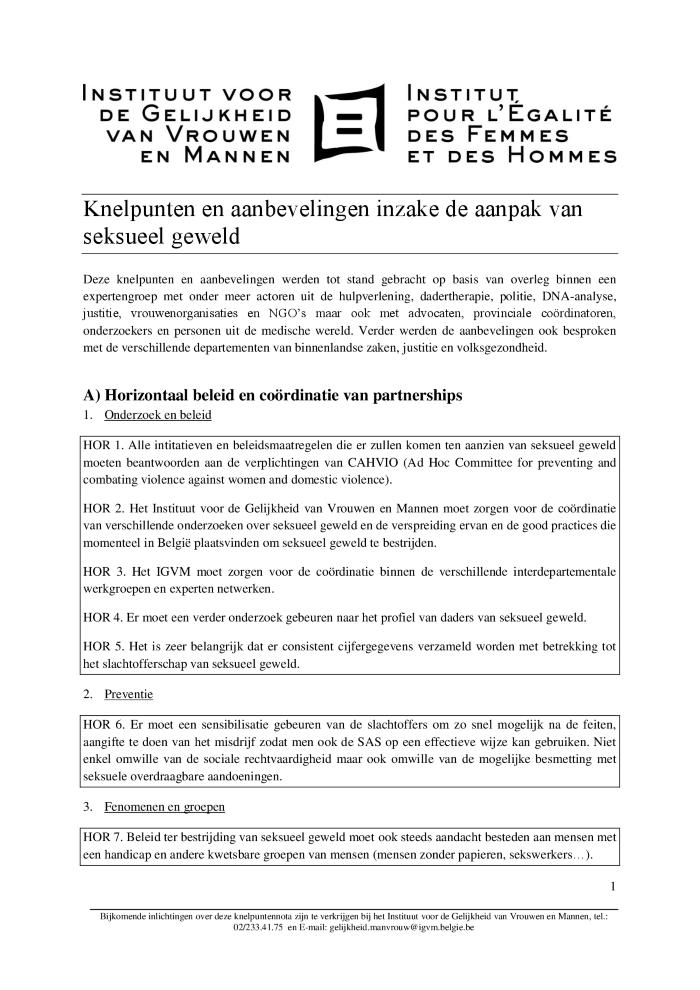 INSTITUUT VOOR
DE GELIJKHEID
VAN VROUWEN
EN MANNEN
INSTITUT
POUR L'ÉGALITÉ
DES FEMMES
ET DES HOMMES
Knelpunten en aanbevelingen inzake de aanpak van
seksueel geweld
Deze knelpunten en aanbevelingen werden tot stand gebracht op basis van overleg binnen een
expertengroep met onder meer actoren uit de hulpverlening, dadertherapie, politie, DNA-analyse,
justitie, vrouwenorganisaties en NGO's maar ook met advocaten, provinciale coördinatoren,
onderzoekers en personen uit de medische wereld. Verder werden de aanbevelingen ook besproken
met de verschillende departementen van binnenlandse zaken, justitie en volksgezondheid.
A) Horizontaal beleid en coördinatie van partnerships
1. Onderzoek en beleid
HOR 1. Alle intitatieven en beleidsmaatregelen die er zullen komen ten aanzien van seksueel geweld
moeten beantwoorden aan de verplichtingen van CAHVIO (Ad Hoc Committee for preventing and
combating violence against women and domestic violence).
HOR 2. Het Instituut voor de Gelijkheid van Vrouwen en Mannen moet zorgen voor de coördinatie
van verschillende onderzoeken over seksueel geweld en de verspreiding ervan en de good practices die
momenteel in België plaatsvinden om seksueel geweld te bestrijden.
HOR 3. Het IGVM moet zorgen voor de coördinatie binnen de verschillende interdepartementale
werkgroepen en experten netwerken.
HOR 4. Er moet een verder onderzoek gebeuren naar het profiel van daders van seksueel geweld.
HOR 5. Het is zeer belangrijk dat er consistent cijfergegevens verzameld worden met betrekking tot
het slachtofferschap van seksueel geweld.
2. Preventie
HOR 6. Er moet een sensibilisatie gebeuren van de slachtoffers om zo snel mogelijk na de feiten,
aangifte te doen van het misdrijf zodat men ook de SAS op een effectieve wijze kan gebruiken. Niet
enkel omwille van de sociale rechtvaardigheid maar ook omwille van de mogelijke besmetting met
seksuele overdraagbare aandoeningen.
3. Fenomenen en groepen
HOR 7. Beleid ter bestrijding van seksueel geweld moet ook steeds aandacht besteden aan mensen met
een handicap en andere kwetsbare groepen van mensen (mensen zonder papieren, sekswerkers…).
1
Bijkomende inlichtingen over deze knelpuntennota zijn te verkrijgen bij het Instituut voor de Gelijkheid van Vrouwen en Mannen, tel.:
02/233.41.75 en E-mail: gelijkheid.manvrouw@igvm.belgie.be